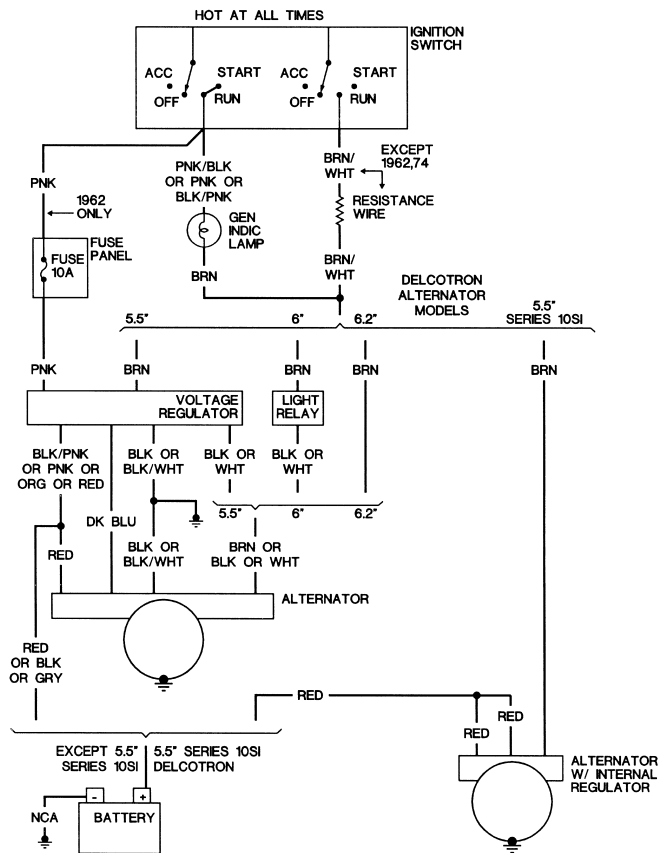 HOT AT ALL TIMES
IGNITION
SWITCH
ACC
START
OFF
RUN
ACC
START
OFF
RUN
PNK
1962
ONLY
FUSE
PANEL
FUSE
10A
PNK/BLK
OR PNK OR
BLK/PNK
GEN
INDIC
LAMP
BRN
BRN/
WHT
EXCEPT
1962,74
RESISTANCE
WIRE
BRN/
WHT
DELCOTRON
ALTERNATOR
MODELS
5.5"
6"
6.2"
5.5"
SERIES 10SI
PNK
BRN
BRN
BRN
BRN
VOLTAGE
REGULATOR
LIGHT
RELAY
BLK/PNK
OR PNK OR
ORG OR RED
BLK OR
BLK/WHT
BLK OR
WHT
BLK OR
WHT
5.5"
6"
6.2"
DK BLU
RED
BLK OR
BLK/WHT
BRN OR
BLK OR WHT
ALTERNATOR
RED
OR BLK
OR GRY
RED
RED
RED
EXCEPT 5.5"
SERIES 10SI
5.5" SERIES 10SI
DELCOTRON
ALTERNATOR
W/ INTERNAL
REGULATOR
- +
NCA
BATTERY